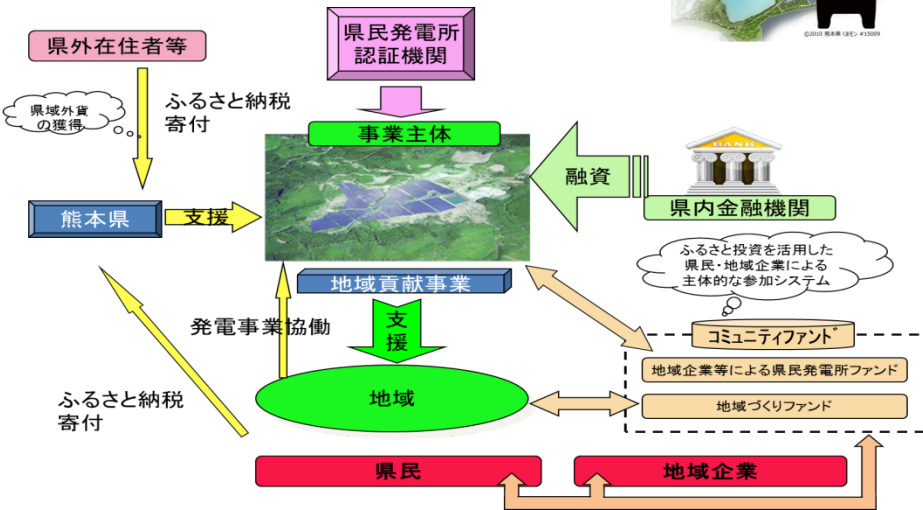 県外在住者等
県民発電所
認証機関
©2010 熊本県くまモン #15009
県域外貨
の獲得
ふるさと納税
寄付
事業主体
融資
BANK
県内金融機関
熊本県
支援
ふるさと投資を活用した
県民・地域企業による
主体的な参加システム
地域貢献事業
発電事業協働
支
援
コミュニティファンド
地域企業等による県民発電所ファンド
地域づくりファンド
地域
ふるさと納税
寄付
県民
地域企業